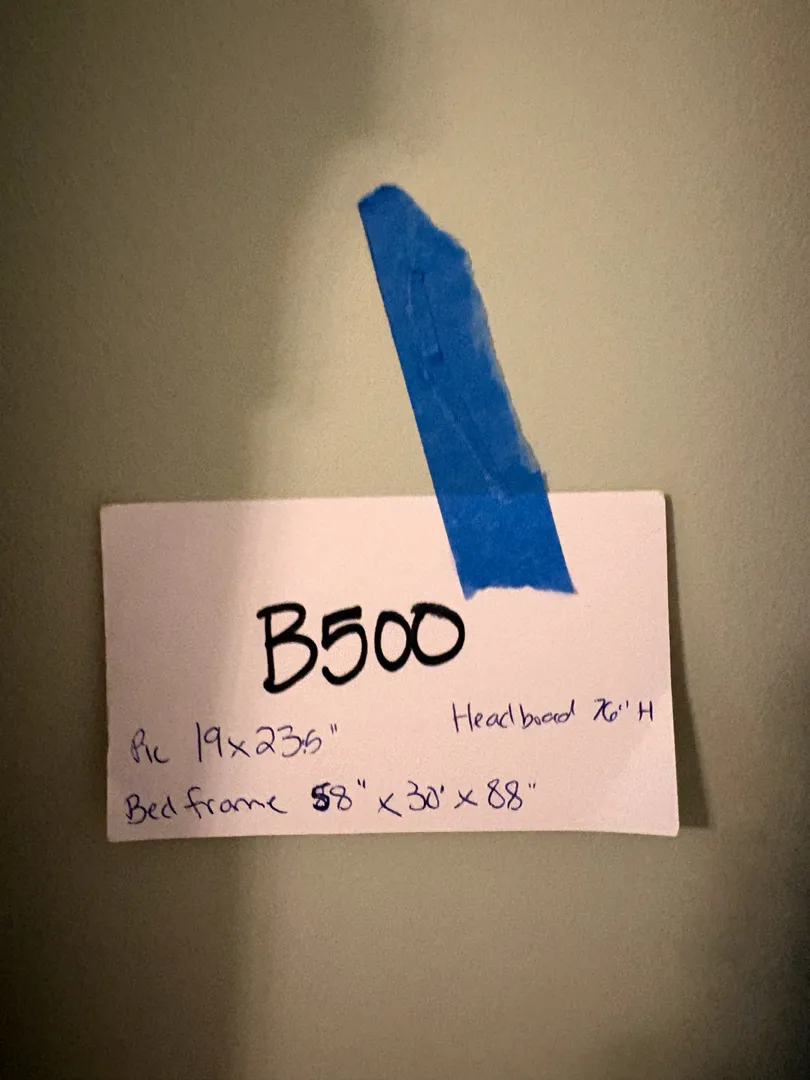 B500
Headboard 76" H
Pic 19x23.5"
Bed frame 58" x 30' x 88"